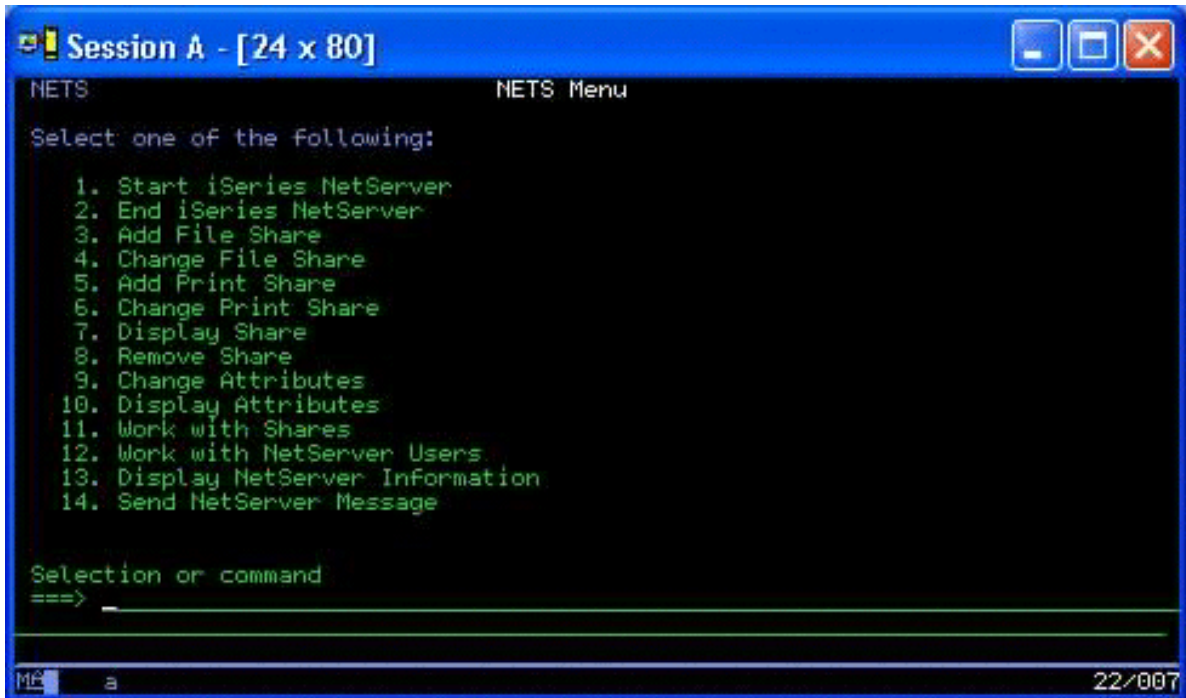 Session A - [24 x 80]
NETS NETS Menu
Select one of the following:
1. Start iSeries NetServer
2. End iSeries NetServer
3. Add File Share
4. Change File Share
5. Add Print Share
6. Change Print Share
7. Display Share
8. Remove Share
9. Change Attributes
10. Display Attributes
11. Work with Shares
12. Work with NetServer Users
13. Display NetServer Information
14. Send NetServer Message
Selection or command
===> _
MA a 22/007